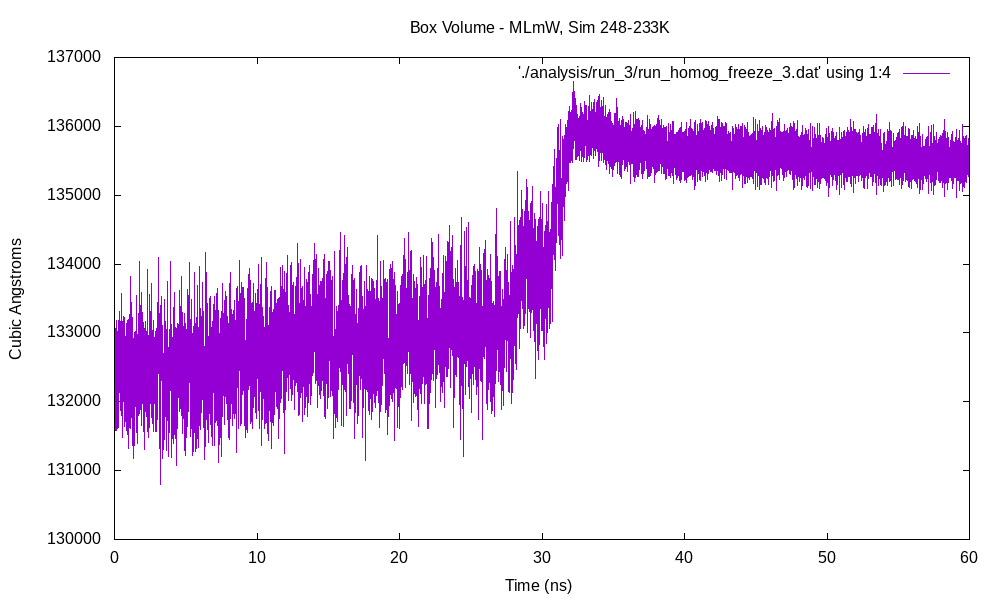 Box Volume - MLmW, Sim 248-233K
'./analysis/run_3/run_homog_freeze_3.dat' using 1:4
137000
136000
135000
134000
133000
132000
131000
130000
Cubic Angstroms
0 10 20 30 40 50 60
Time (ns)